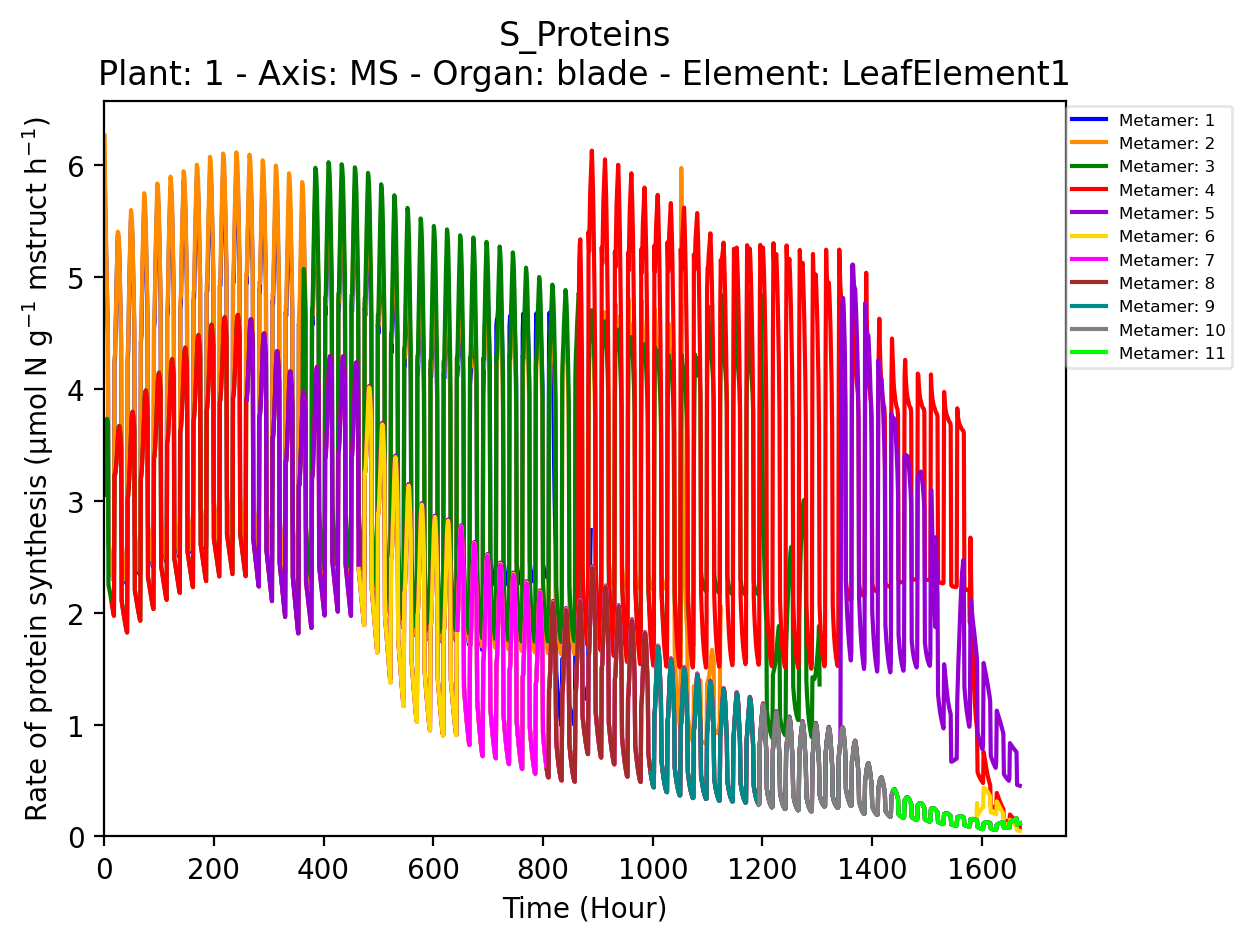 S_Proteins
Plant: 1 - Axis: MS - Organ: blade - Element: LeafElement1
Rate of protein synthesis (µmol N g⁻¹ mstruct h⁻¹)
6
5
4
3
2
1
0
0 200 400 600 800 1000 1200 1400 1600
Time (Hour)
Metamer: 1
Metamer: 2
Metamer: 3
Metamer: 4
Metamer: 5
Metamer: 6
Metamer: 7
Metamer: 8
Metamer: 9
Metamer: 10
Metamer: 11